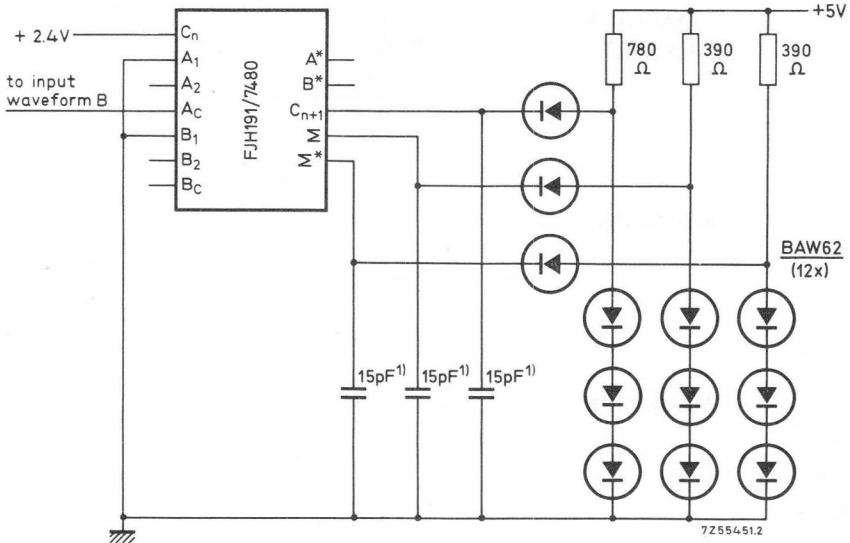 +5V
+ 2.4V
Cn
A1
A*
780 Ω
390 Ω
390 Ω
to input
waveform B
A2
B*
AC
Cn+1
B1
M
B2
M*
BC
FJH191/7480
BAW62
(12x)
15pF1)
15pF1)
15pF1)
7Z55451.2